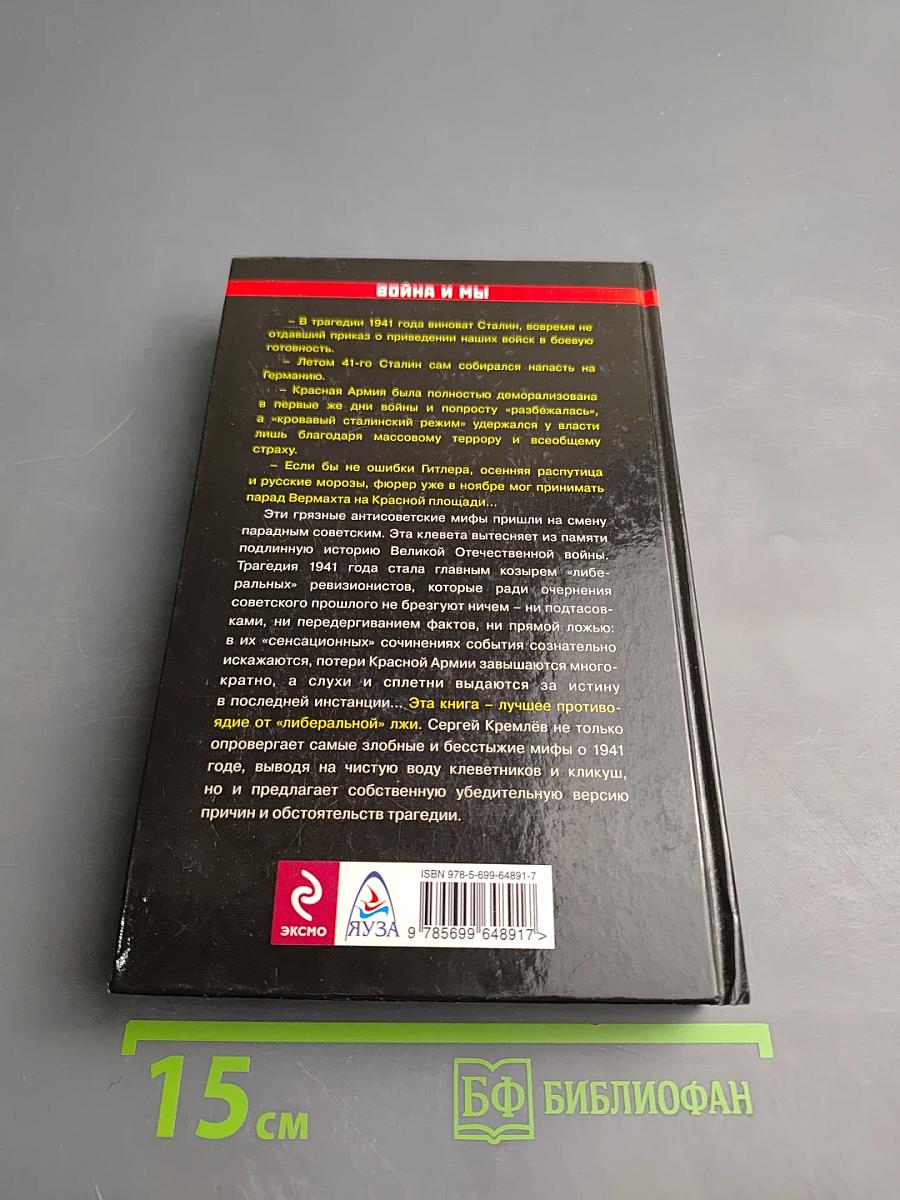 ВОЙНА И МЫ
– В трагедии 1941 года виноват Сталин, вовремя не
отдавший приказ о приведении наших войск в боевую
готовность.
– Летом 41-го Сталин сам собирался напасть на
Германию.
– Красная Армия была полностью деморализована
в первые же дни войны и попросту «разбежалась»,
а «кровавый сталинский режим» удержался у власти
лишь благодаря массовому террору и всеобщему
страху.
– Если бы не ошибки Гитлера, осенняя распутица
и русские морозы, фюрер уже в ноябре мог принимать
парад Вермахта на Красной площади...
Эти грязные антисоветские мифы пришли на смену
парадным советским. Эта клевета вытесняет из памяти
подлинную историю Великой Отечественной войны.
Трагедия 1941 года стала главным козырем «либе-
ральных» ревизионистов, которые ради очернения
советского прошлого не брезгуют ничем – ни подтасов-
ками, ни передергиванием фактов, ни прямой ложью:
в их «сенсационных» сочинениях события сознательно
искажаются, потери Красной Армии завышаются много-
кратно, а слухи и сплетни выдаются за истину
в последней инстанции... Эта книга – лучшее противо-
ядие от «либеральной» лжи. Сергей Кремлёв не только
опровергает самые злобные и бесстыжие мифы о 1941
годе, выводя на чистую воду клеветников и кликуш,
но и предлагает собственную убедительную версию
причин и обстоятельств трагедии.
ISBN 978-5-699-64891-7
ЭКСМО
ЯУЗА
9 785699 648917 >
15 см
БФ БИБЛИОФАН